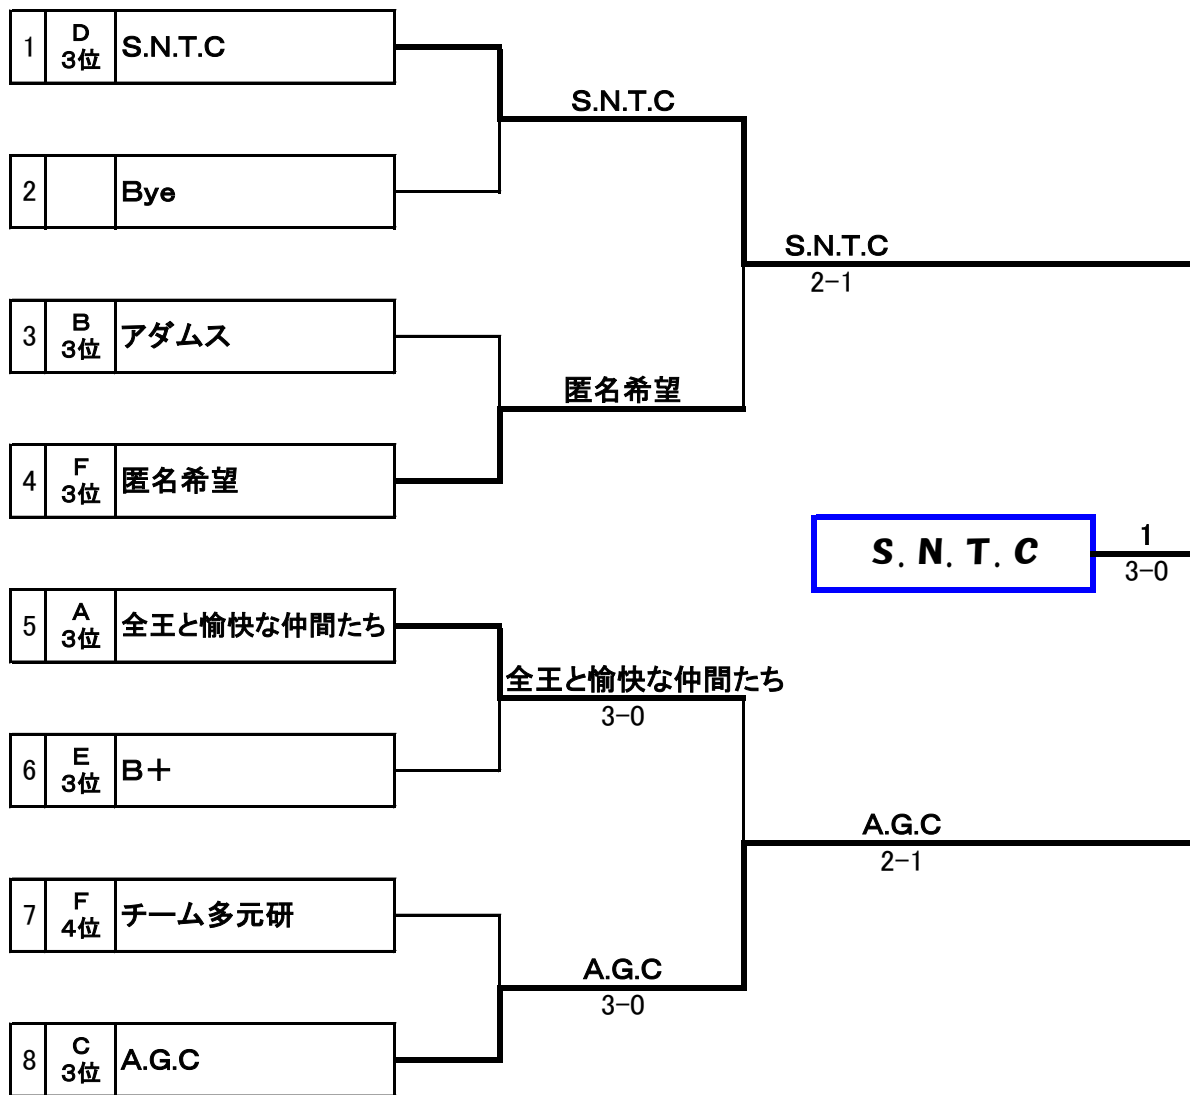 1 D 3位 S.N.T.C
S.N.T.C
2 Bye
S.N.T.C
2-1
3 B 3位 アダムス
匿名希望
4 F 3位 匿名希望
S. N. T. C
1
3-0
5 A 3位 全王と愉快な仲間たち
全王と愉快な仲間たち
3-0
6 E 3位 B＋
A.G.C
2-1
7 F 4位 チーム多元研
A.G.C
3-0
8 C 3位 A.G.C